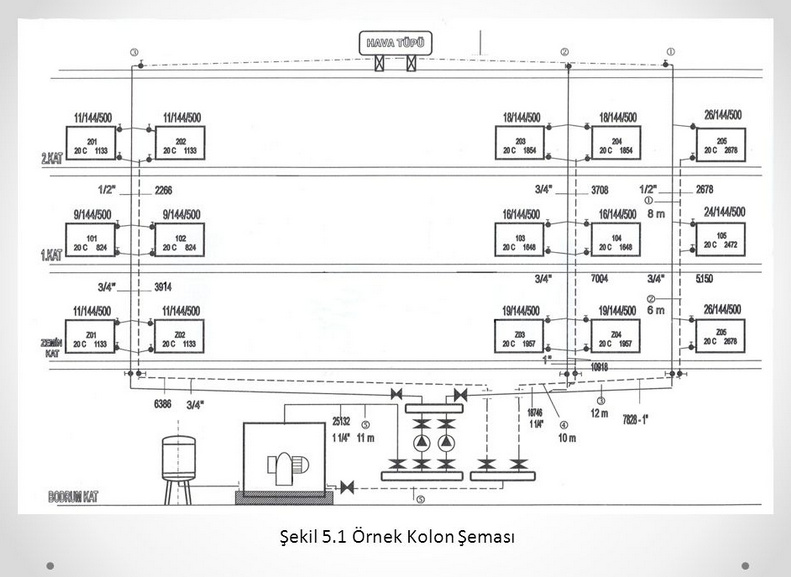 HAVA TÜPÜ
3
2
1
11/144/500 11/144/500 18/144/500 18/144/500 26/144/500
201 202 203 204 205
20 C 1133 20 C 1133 20 C 1854 20 C 1854 20 C 2678
2.KAT
1/2" 2266 3/4" 3708 1/2" 2678
1
8 m
9/144/500 9/144/500 16/144/500 16/144/500 24/144/500
101 102 103 104 105
20 C 824 20 C 824 20 C 1648 20 C 1648 20 C 2472
1.KAT
3/4" 3914 3/4" 7004 3/4" 5150
2
6 m
11/144/500 11/144/500 19/144/500 19/144/500 26/144/500
Z01 Z02 Z03 Z04 Z05
20 C 1133 20 C 1133 20 C 1957 20 C 1957 20 C 2678
ZEMİN
KAT
1" 10918
6386 3/4"
25132 5
1 1/4" 11 m
18746
1 1/4"
4
10 m
3
12 m
7828 - 1"
5
BODRUM KAT
Şekil 5.1 Örnek Kolon Şeması